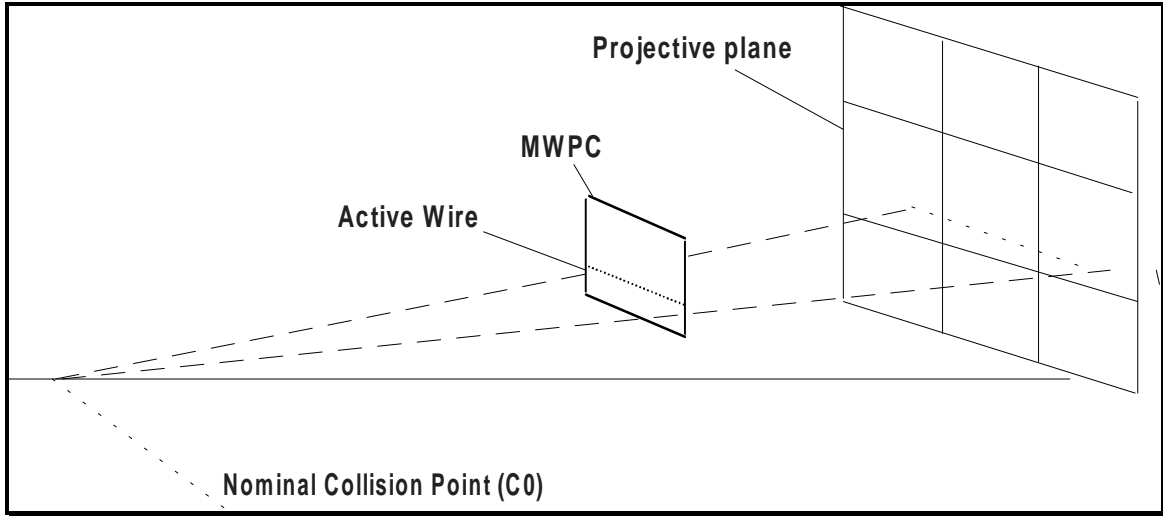 Projective plane
MWPC
Active Wire
Nominal Collision Point (C0)